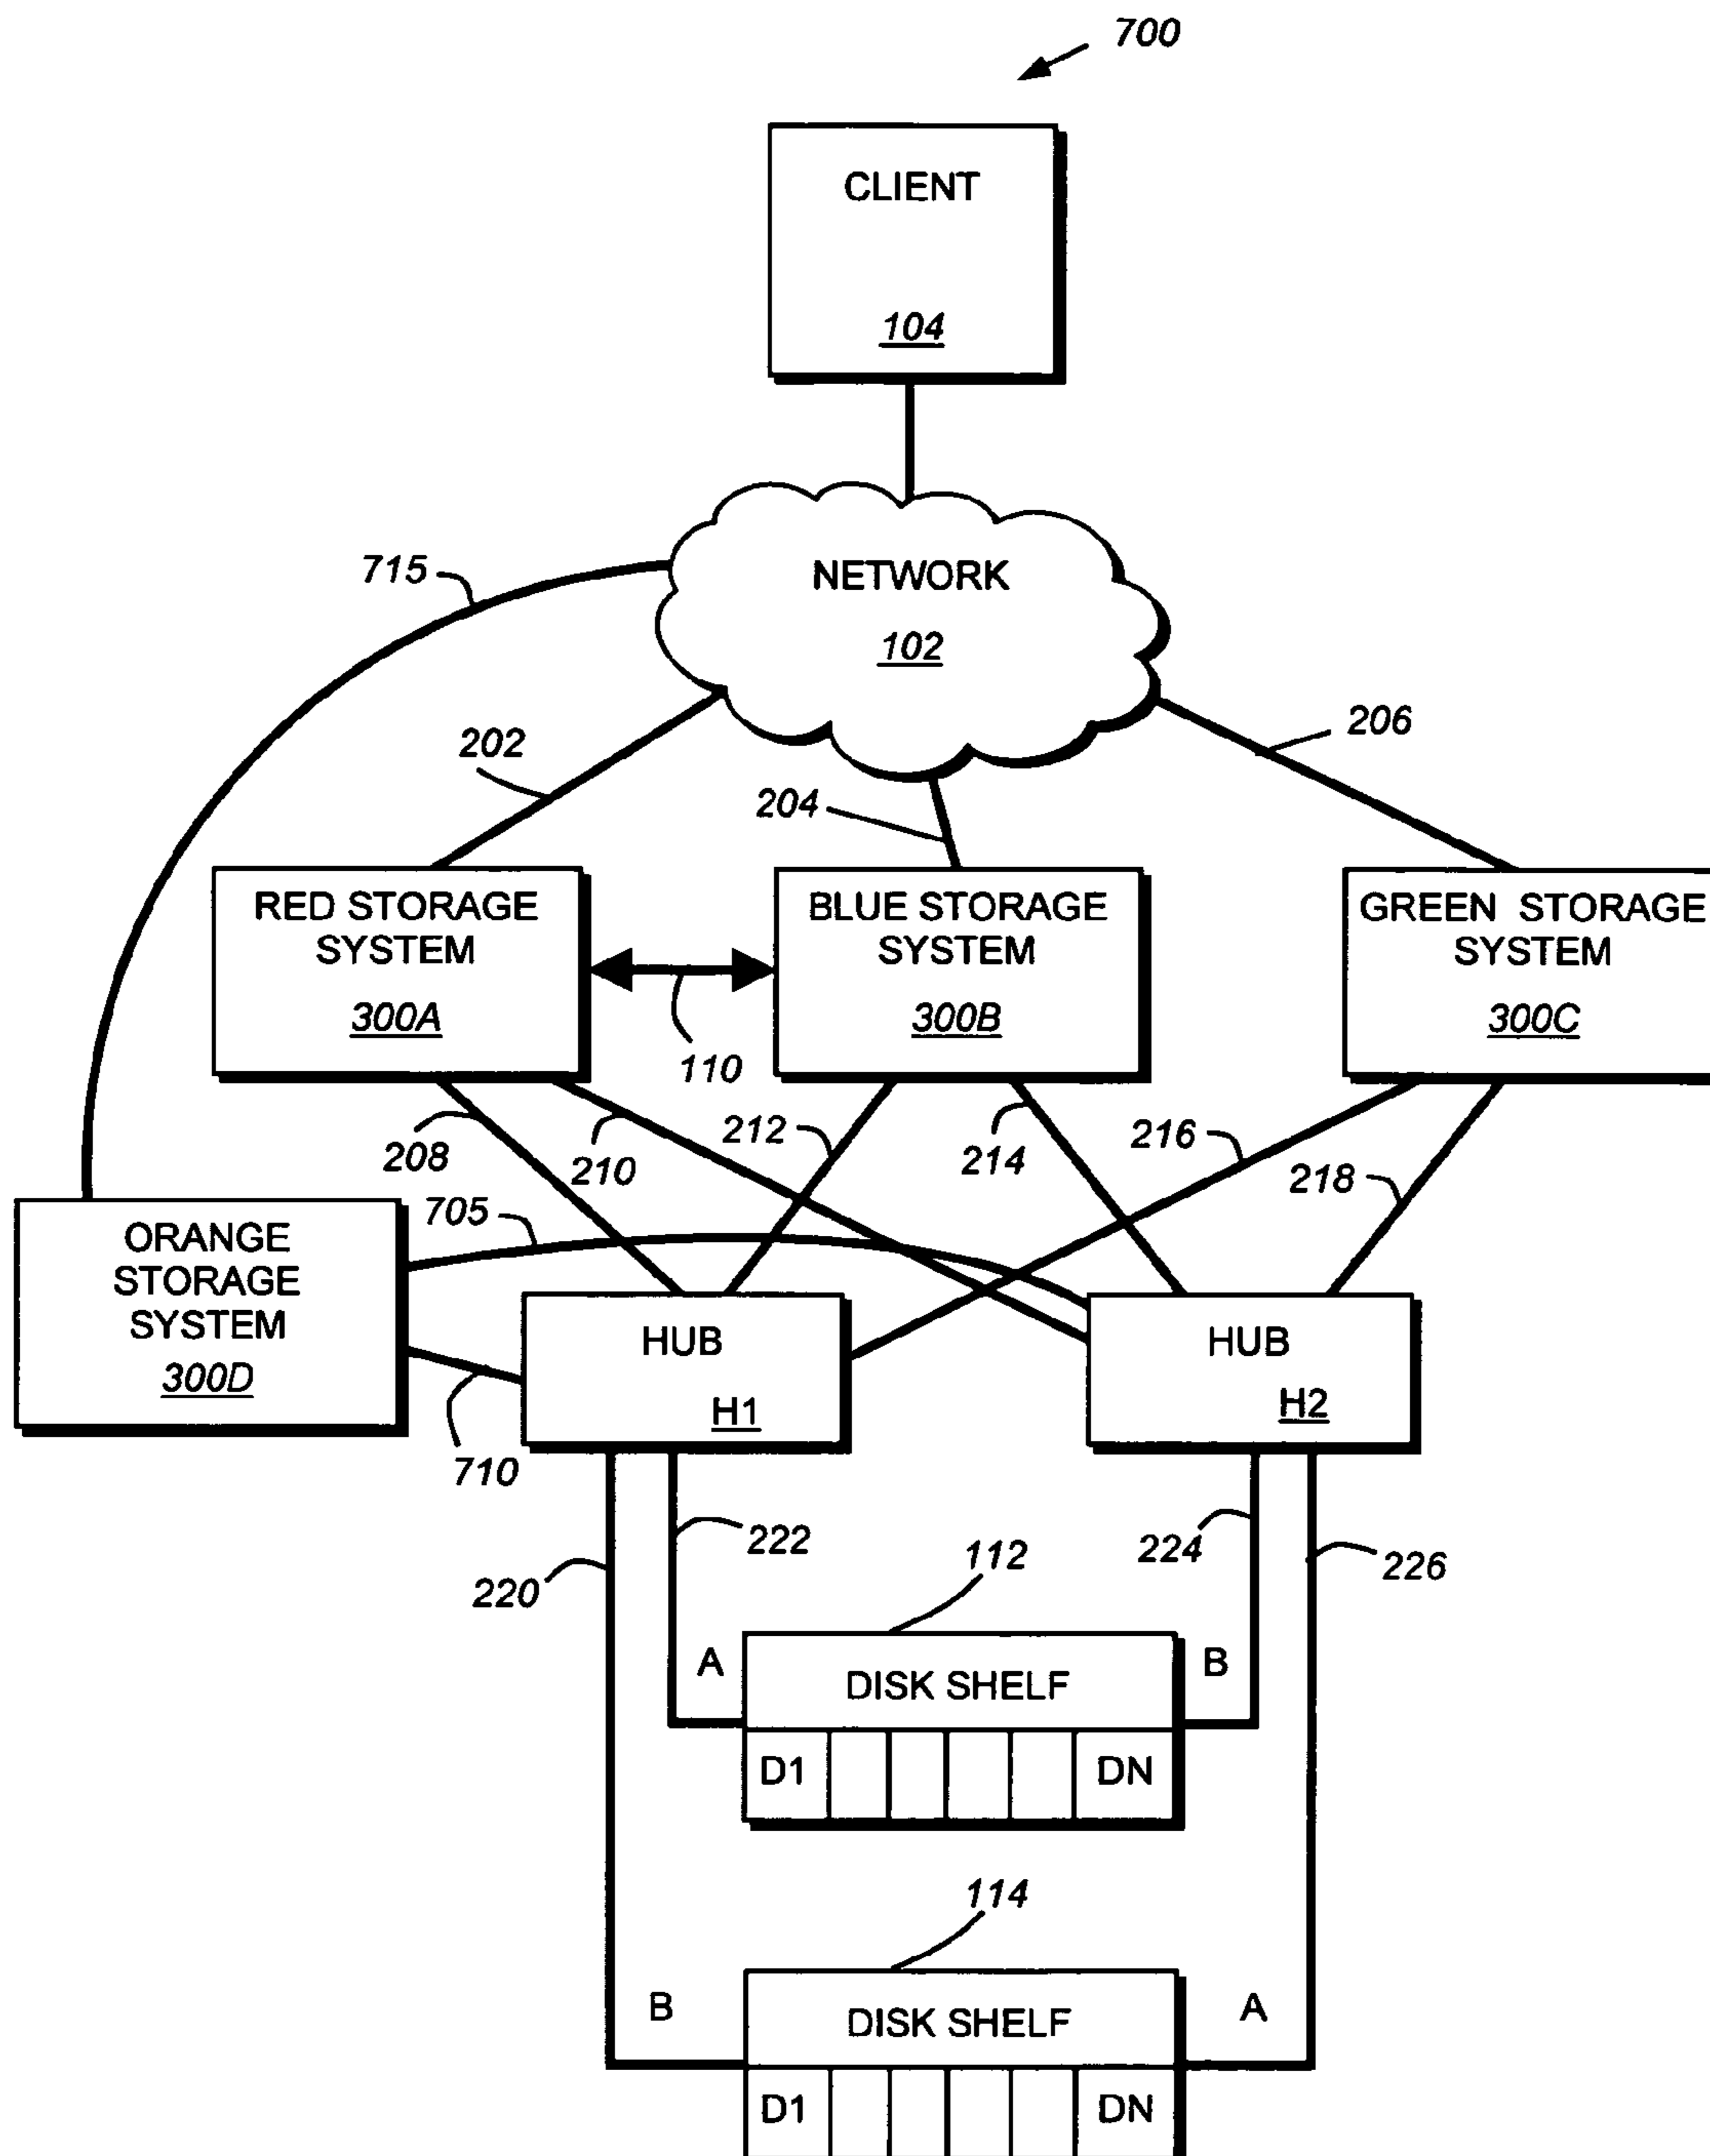 700
CLIENT
104
715
NETWORK
102
202
204
206
RED STORAGE
SYSTEM
300A
BLUE STORAGE
SYSTEM
300B
GREEN STORAGE
SYSTEM
300C
110
208
210
212
214
216
218
705
ORANGE
STORAGE
SYSTEM
300D
HUB
H1
HUB
H2
710
220
222
112
224
226
A
DISK SHELF
B
D1
DN
114
B
DISK SHELF
A
D1
DN